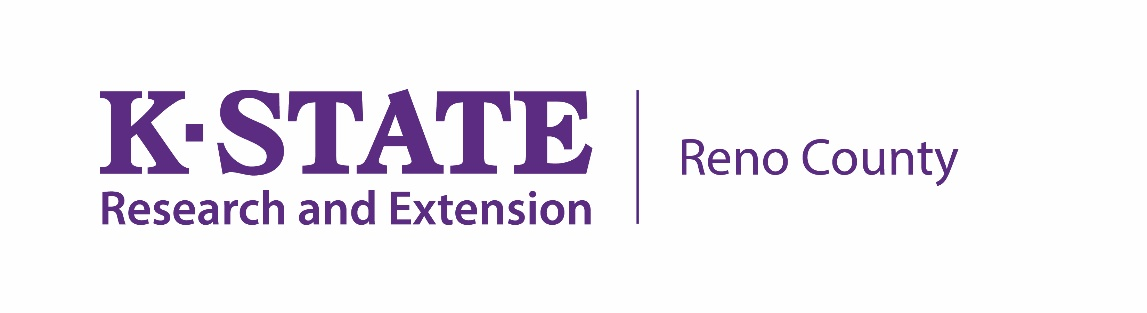 K-STATE
Research and Extension
Reno County